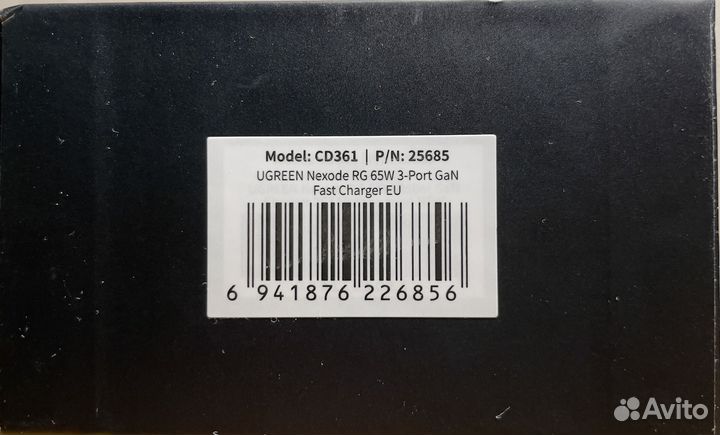 Model: CD361 | P/N: 25685
UGREEN Nexode RG 65W 3-Port GaN
Fast Charger EU
6 941876 226856
Avito